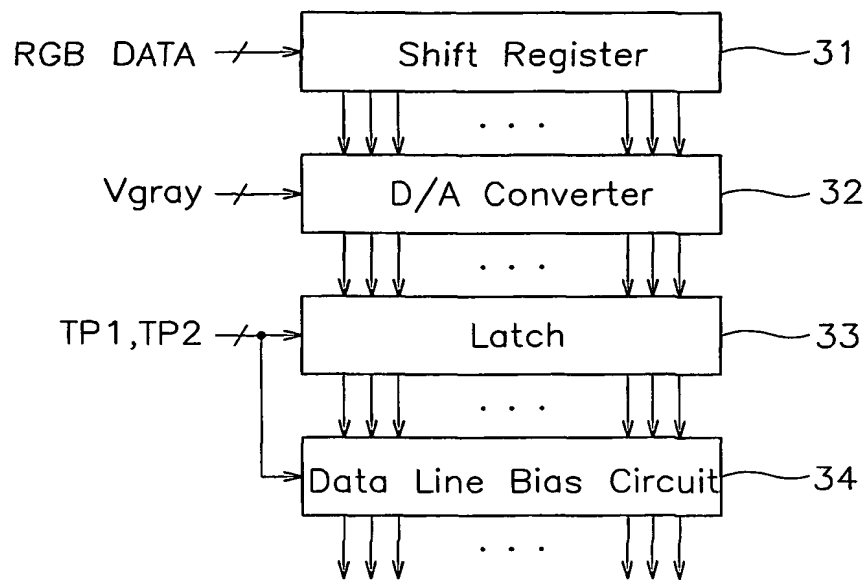 RGB DATA
Shift Register
31
. . .
Vgray
D/A Converter
32
. . .
TP1,TP2
Latch
33
. . .
Data Line Bias Circuit
34
. . .